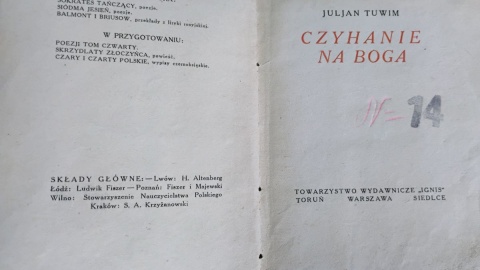 SOKRATES TAŃCZĄCY, poezje.
SIÓDMA JESIEŃ, poezje.
BALMONT I BRIUSOW, przekłady z liryki rosyjskiej.
W PRZYGOTOWANIU:
POEZJI TOM CZWARTY.
SKRZYDLATY ZŁOCZYŃCA, powieść.
CZARY I CZARTY POLSKIE, wypisy czarnoksięskie.
SKŁADY GŁÓWNE:— Lwów: H. Altenberg
Łódź: Ludwik Fiszer — Poznań: Fiszer i Majewski
Wilno: Stowarzyszenie Nauczycielstwa Polskiego
Kraków: S. A. Krzyżanowski
JULJAN TUWIM
CZYHANIE
NA BOGA
14
TOWARZYSTWO WYDAWNICZE „IGNIS"
TORUŃ WARSZAWA SIEDLCE